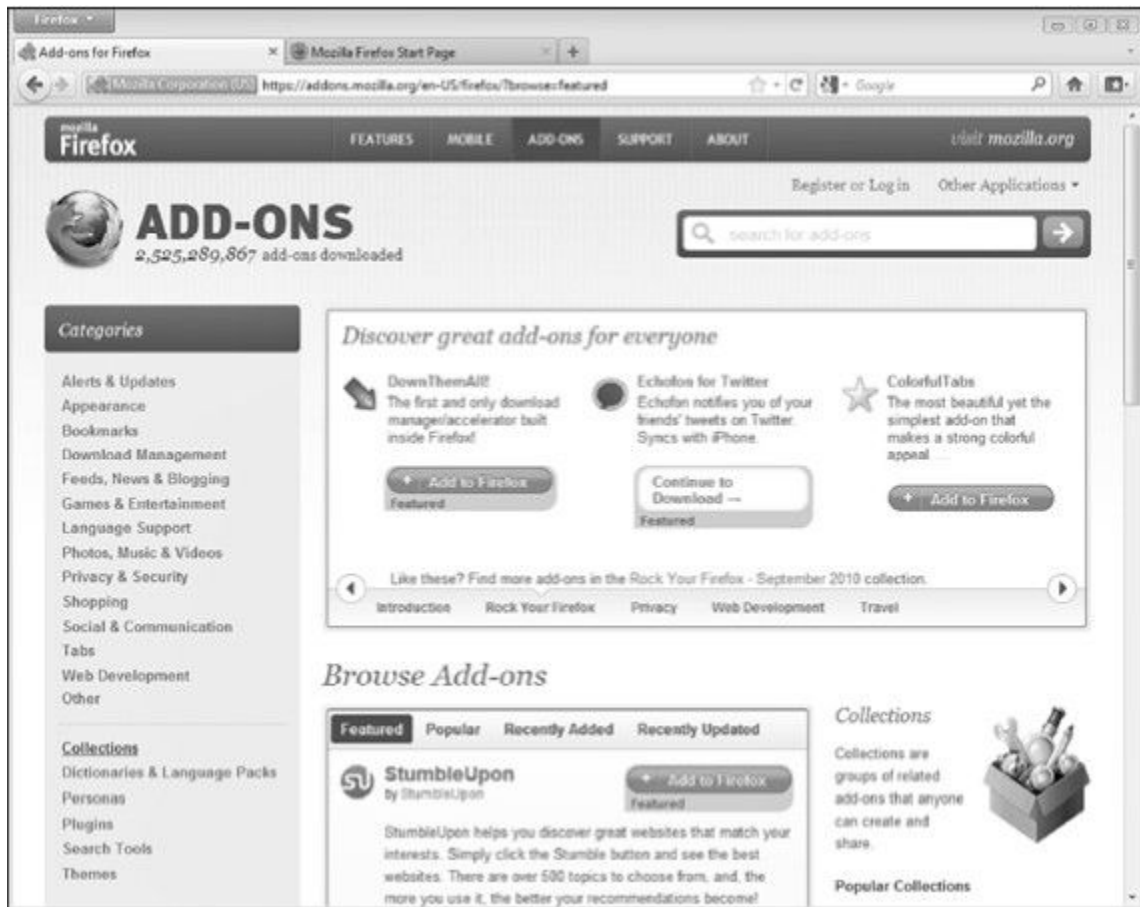 Firefox
Add-ons for Firefox
Mozilla Firefox Start Page
Mozilla Corporation (US) https://addons.mozilla.org/en-US/firefox/?browse=featured
Google
mozilla
Firefox
FEATURES MOBILE ADD-ONS SUPPORT ABOUT
visit mozilla.org
Register or Log in Other Applications
ADD-ONS
2,525,289,867 add-ons downloaded
search for add-ons
Categories
Alerts & Updates
Appearance
Bookmarks
Download Management
Feeds, News & Blogging
Games & Entertainment
Language Support
Photos, Music & Videos
Privacy & Security
Shopping
Social & Communication
Tabs
Web Development
Other
Collections
Dictionaries & Language Packs
Personas
Plugins
Search Tools
Themes
Discover great add-ons for everyone
DownThemAll!
The first and only download
manager/accelerator built
inside Firefox!
+ Add to Firefox
Featured
Echofon for Twitter
Echofon notifies you of your
friends' tweets on Twitter.
Syncs with iPhone.
Continue to
Download →
Featured
ColorfulTabs
The most beautiful yet the
simplest add-on that
makes a strong colorful
appeal...
+ Add to Firefox
Like these? Find more add-ons in the Rock Your Firefox - September 2010 collection.
Introduction Rock Your Firefox Privacy Web Development Travel
Browse Add-ons
Featured Popular Recently Added Recently Updated
StumbleUpon
by StumbleUpon
+ Add to Firefox
Featured
StumbleUpon helps you discover great websites that match your
interests. Simply click the Stumble button and see the best
websites. There are over 500 topics to choose from, and, the
more you use it, the better your recommendations become!
Collections
Collections are
groups of related
add-ons that anyone
can create and
share.
Popular Collections